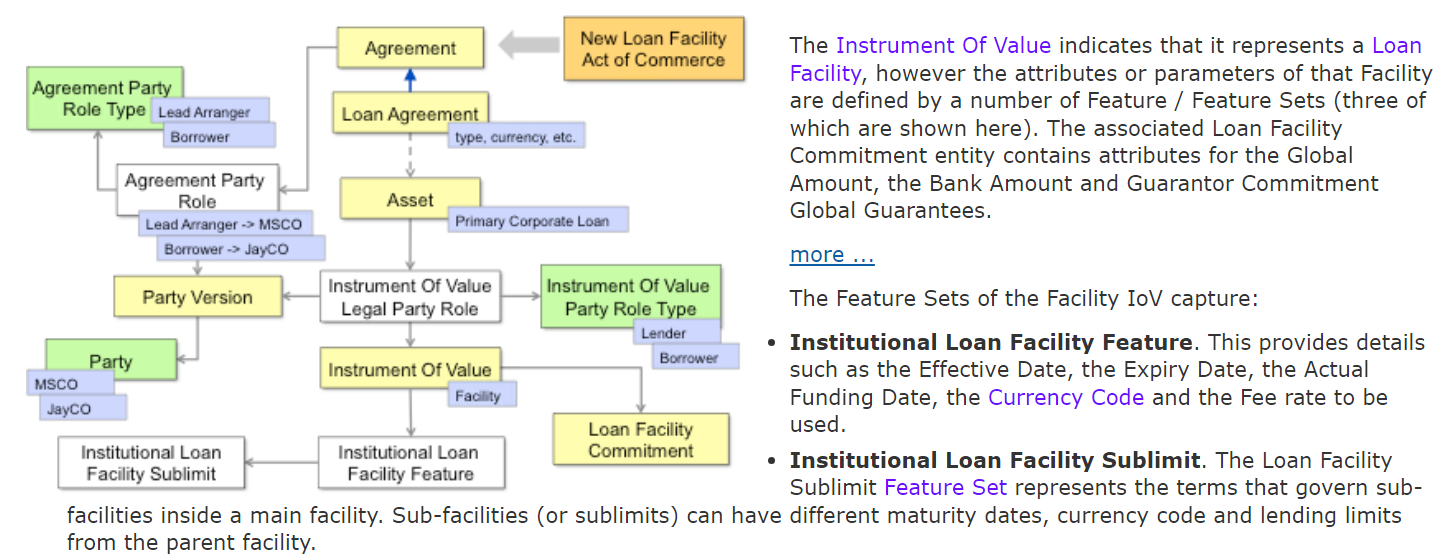 Agreement
New Loan Facility
Act of Commerce
Agreement Party
Role Type
Lead Arranger
Borrower
Loan Agreement
type, currency, etc.
Agreement Party
Role
Lead Arranger -> MSCO
Borrower -> JayCO
Asset
Primary Corporate Loan
Party Version
Instrument Of Value
Legal Party Role
Instrument Of Value
Party Role Type
Lender
Borrower
Party
MSCO
JayCO
Instrument Of Value
Facility
Loan Facility
Commitment
Institutional Loan
Facility Sublimit
Institutional Loan
Facility Feature
The Instrument Of Value indicates that it represents a Loan
Facility, however the attributes or parameters of that Facility
are defined by a number of Feature / Feature Sets (three of
which are shown here). The associated Loan Facility
Commitment entity contains attributes for the Global
Amount, the Bank Amount and Guarantor Commitment
Global Guarantees.
more ...
The Feature Sets of the Facility IoV capture:
• Institutional Loan Facility Feature. This provides details
such as the Effective Date, the Expiry Date, the Actual
Funding Date, the Currency Code and the Fee rate to be
used.
• Institutional Loan Facility Sublimit. The Loan Facility
Sublimit Feature Set represents the terms that govern sub-
facilities inside a main facility. Sub-facilities (or sublimits) can have different maturity dates, currency code and lending limits
from the parent facility.